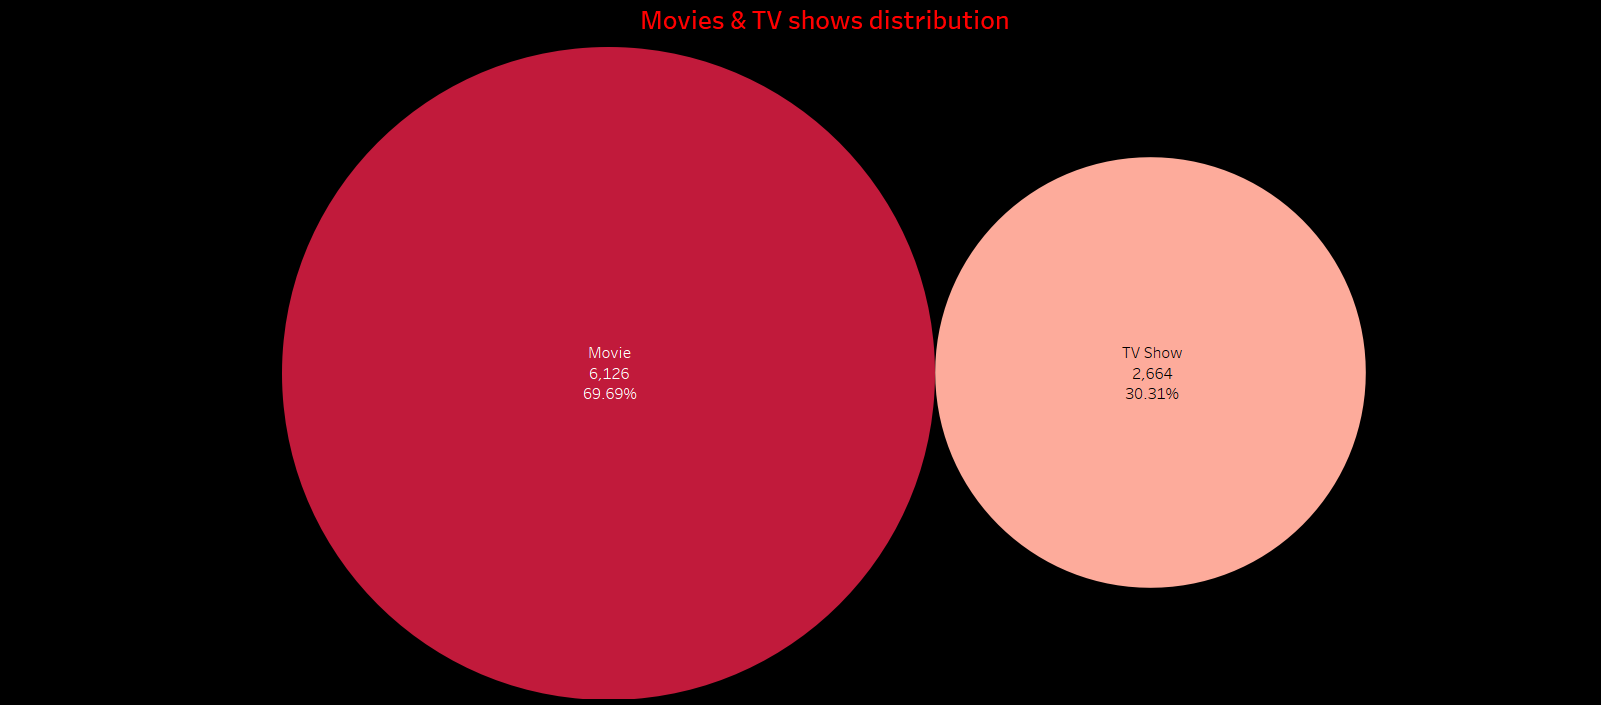 Movies & TV shows distribution
Movie
6,126
69.69%
TV Show
2,664
30.31%